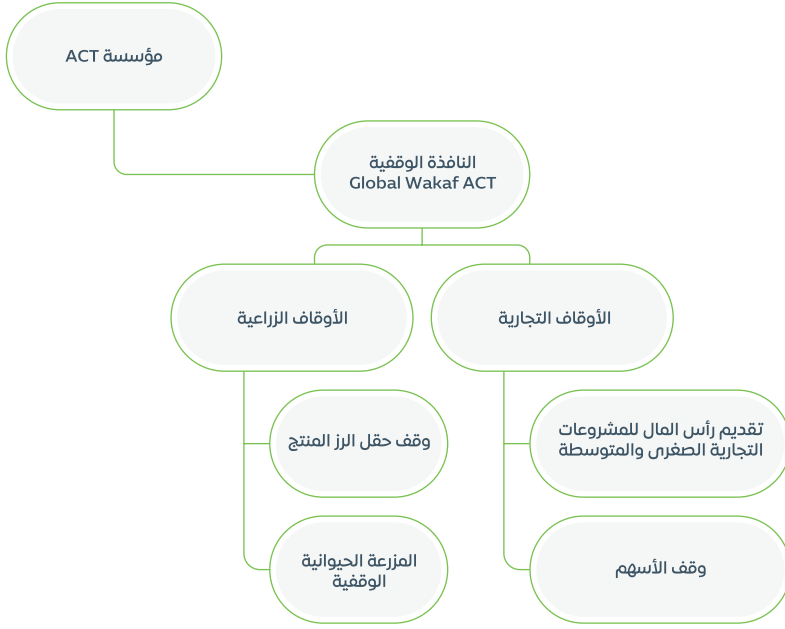 مؤسسة ACT
النافذة الوقفية
Global Wakaf ACT
الأوقاف التجارية
الأوقاف الزراعية
تقديم رأس المال للمشروعات
التجارية الصغرى والمتوسطة
وقف حقل الرز المنتج
وقف الأسهم
المزرعة الحيوانية
الوقفية